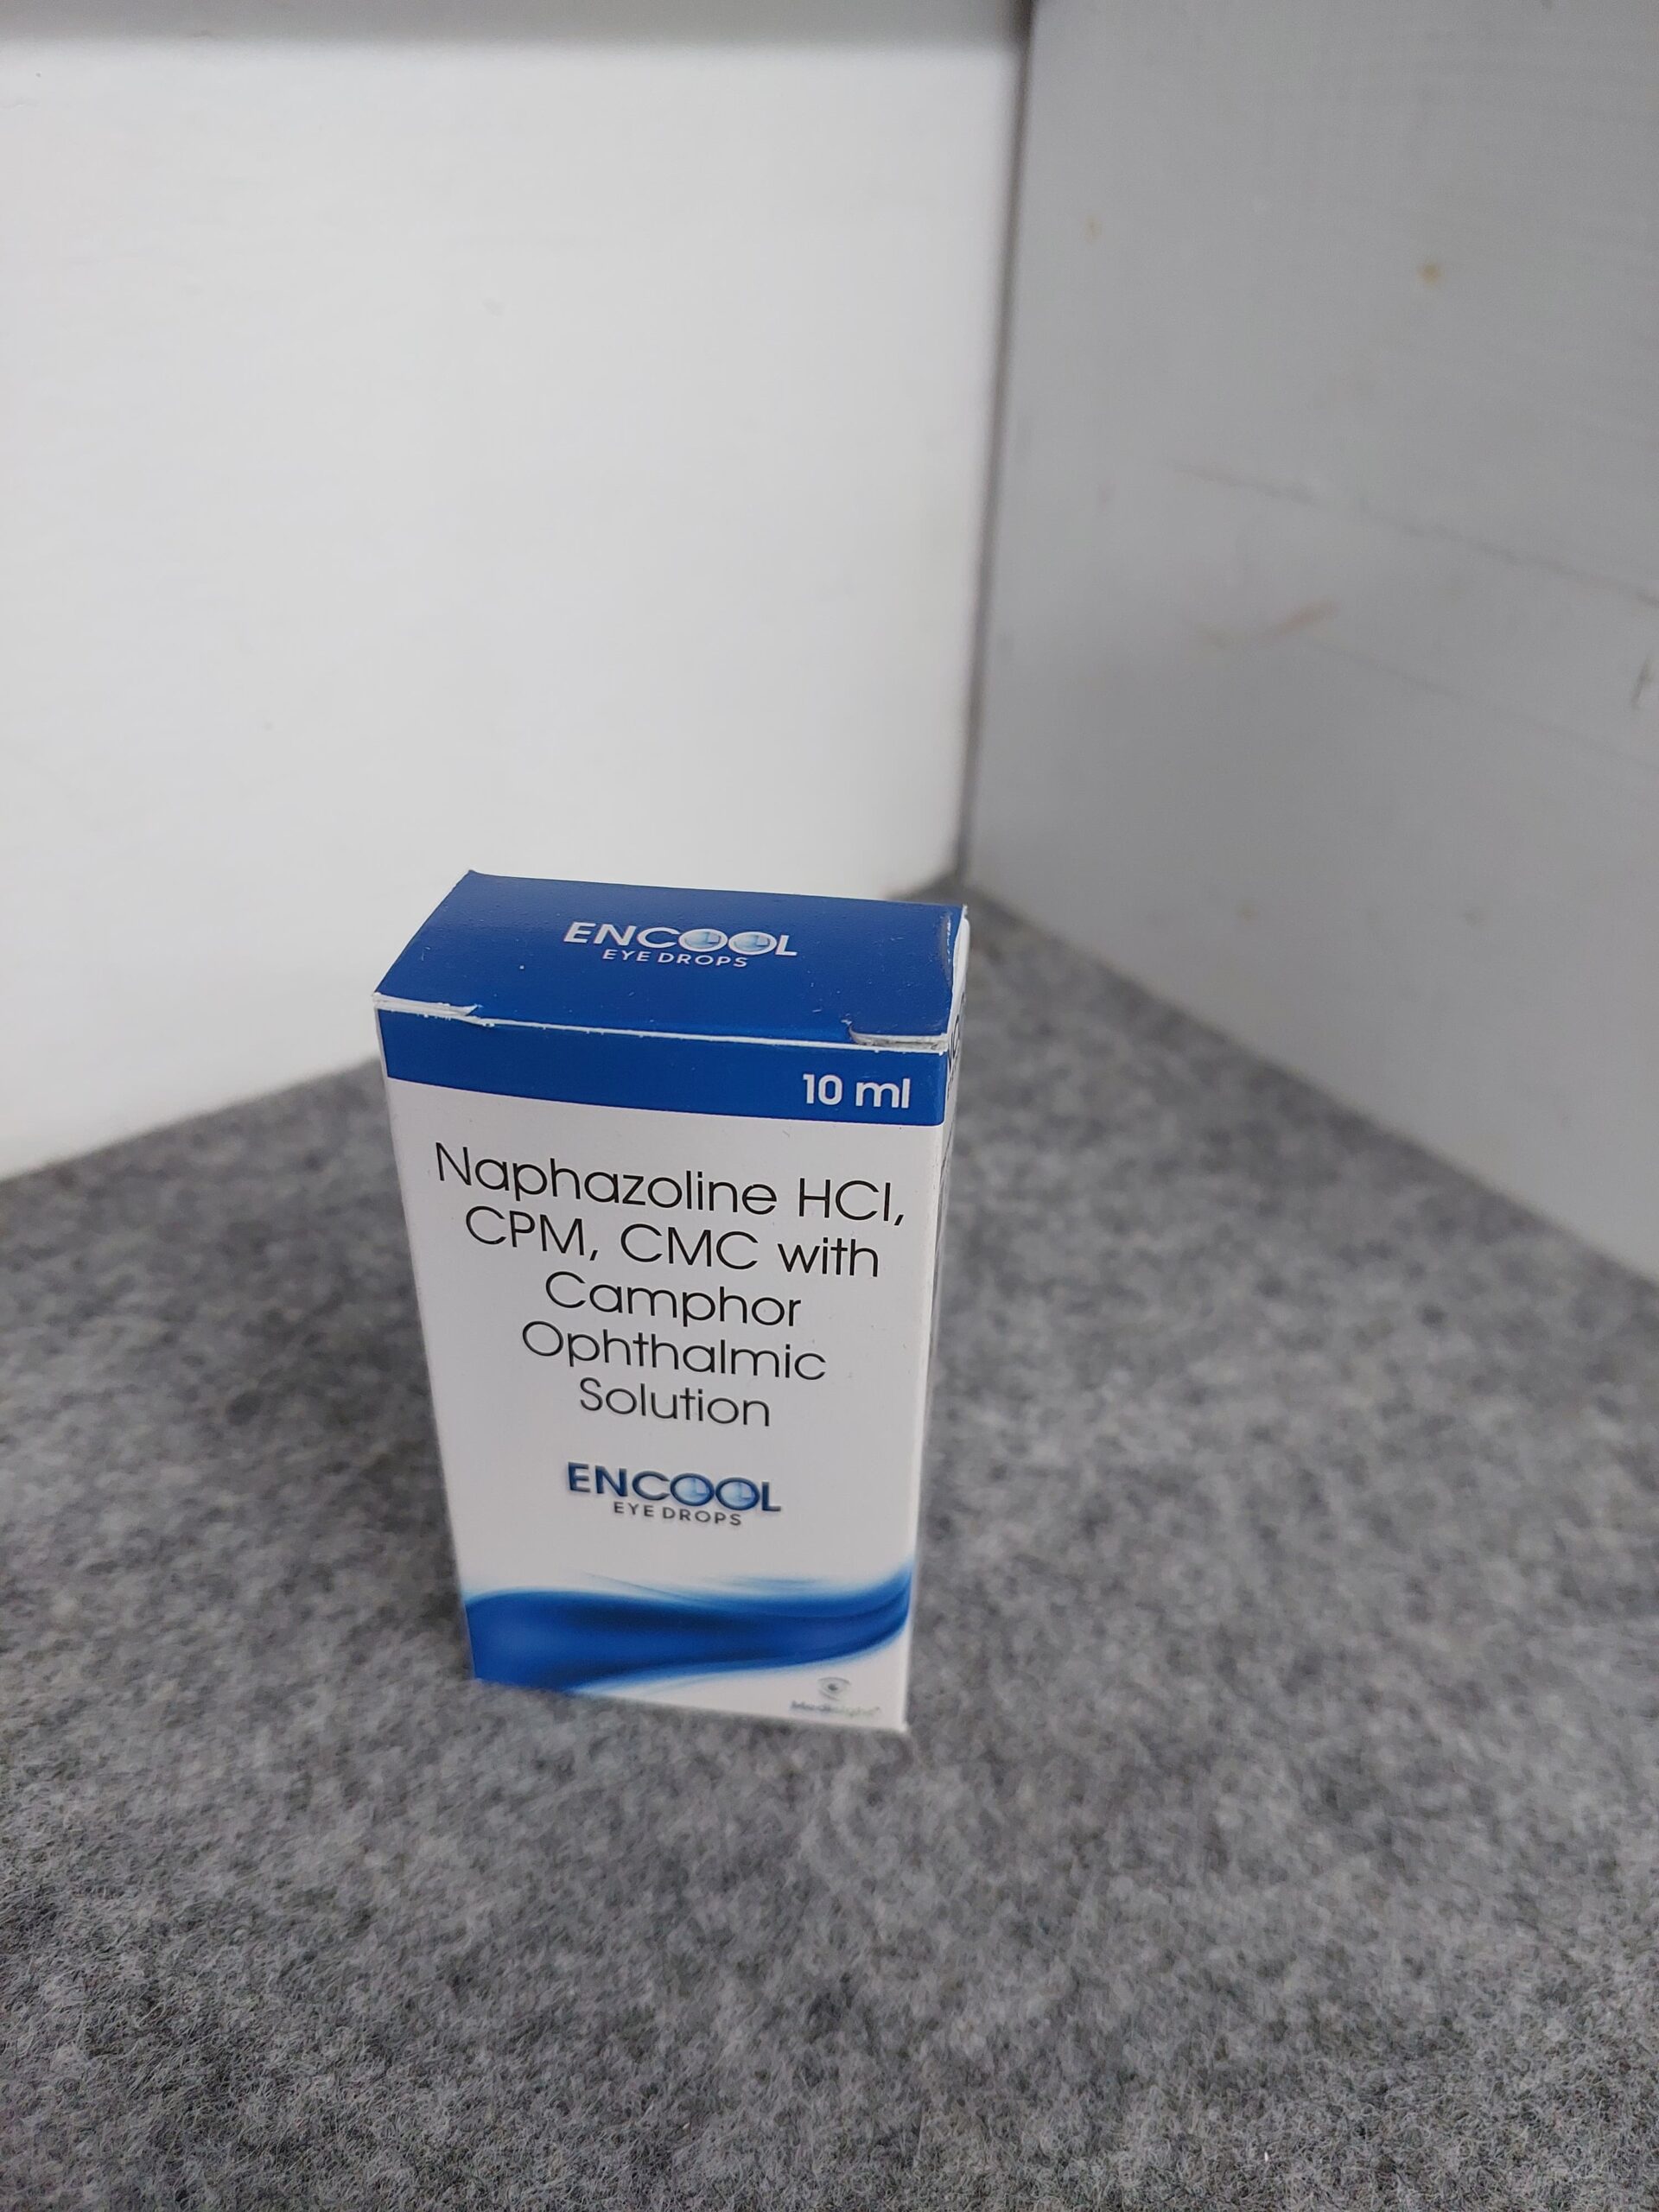 ENCOOL
EYE DROPS
10 ml
Naphazoline HCl,
CPM, CMC with
Camphor
Ophthalmic
Solution
ENCOOL
EYE DROPS